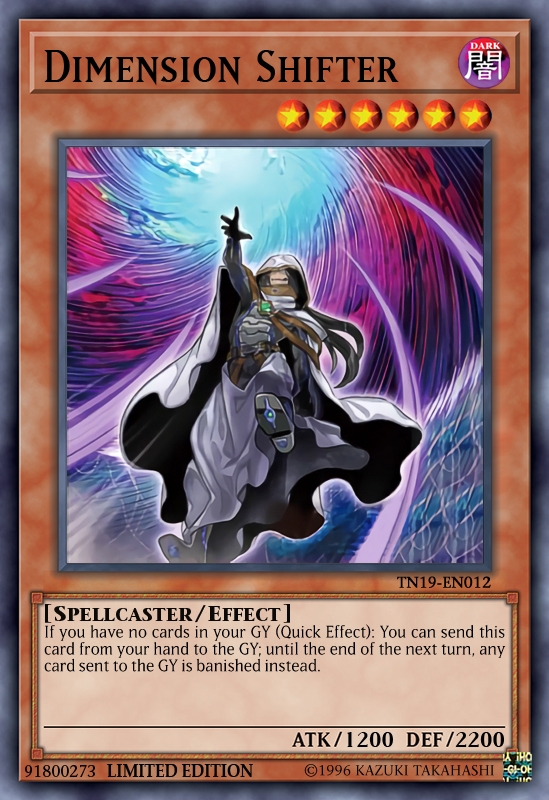 DIMENSION SHIFTER
DARK
闇
TN19-EN012
[SPELLCASTER/EFFECT]
If you have no cards in your GY (Quick Effect): You can send this
card from your hand to the GY; until the end of the next turn, any
card sent to the GY is banished instead.
ATK/1200 DEF/2200
91800273 LIMITED EDITION
©1996 KAZUKI TAKAHASHI